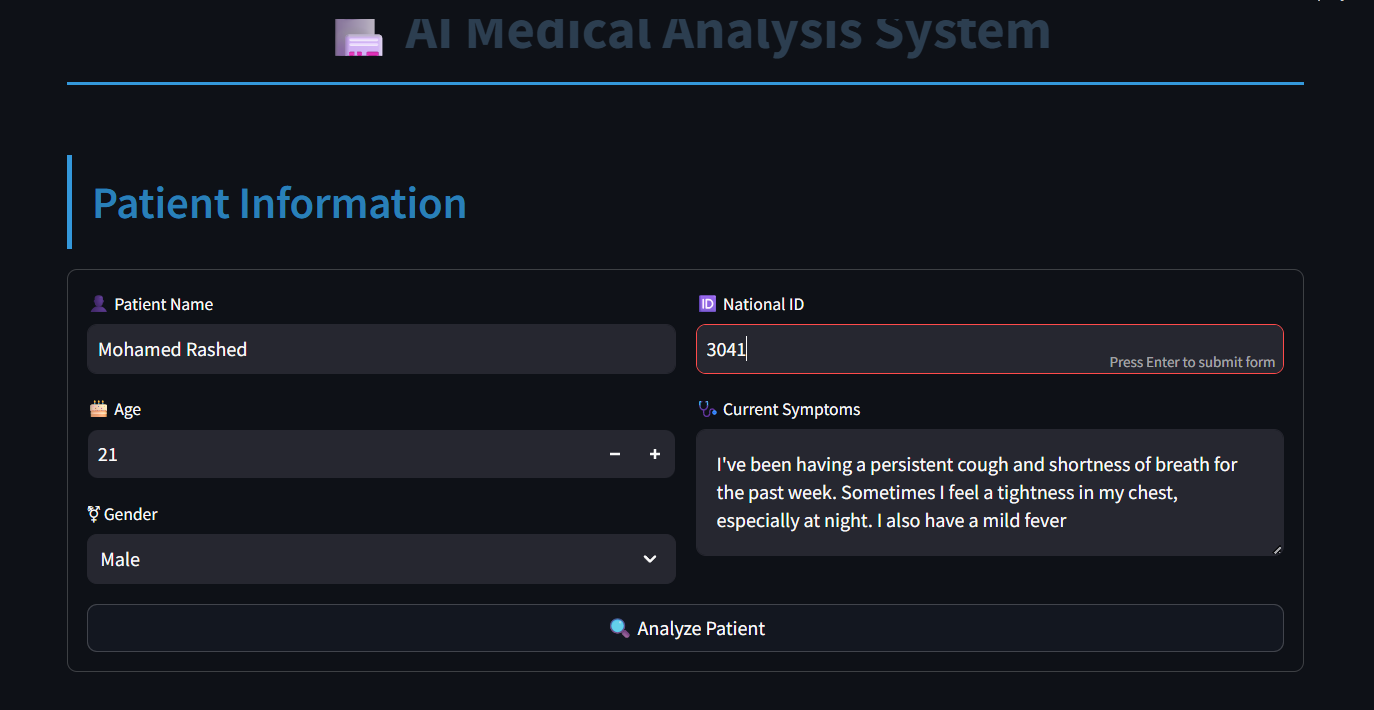 AI Medical Analysis System
Patient Information
Patient Name
Mohamed Rashed
ID National ID
3041
Press Enter to submit form
Age
21
Current Symptoms
I've been having a persistent cough and shortness of breath for
the past week. Sometimes I feel a tightness in my chest,
especially at night. I also have a mild fever
Gender
Male
Analyze Patient